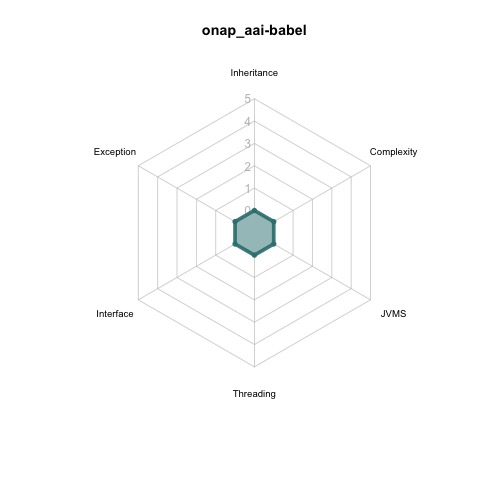 onap_aai-babel
Inheritance
5
Exception
4
Complexity
3
2
1
0
Interface
JVMS
Threading